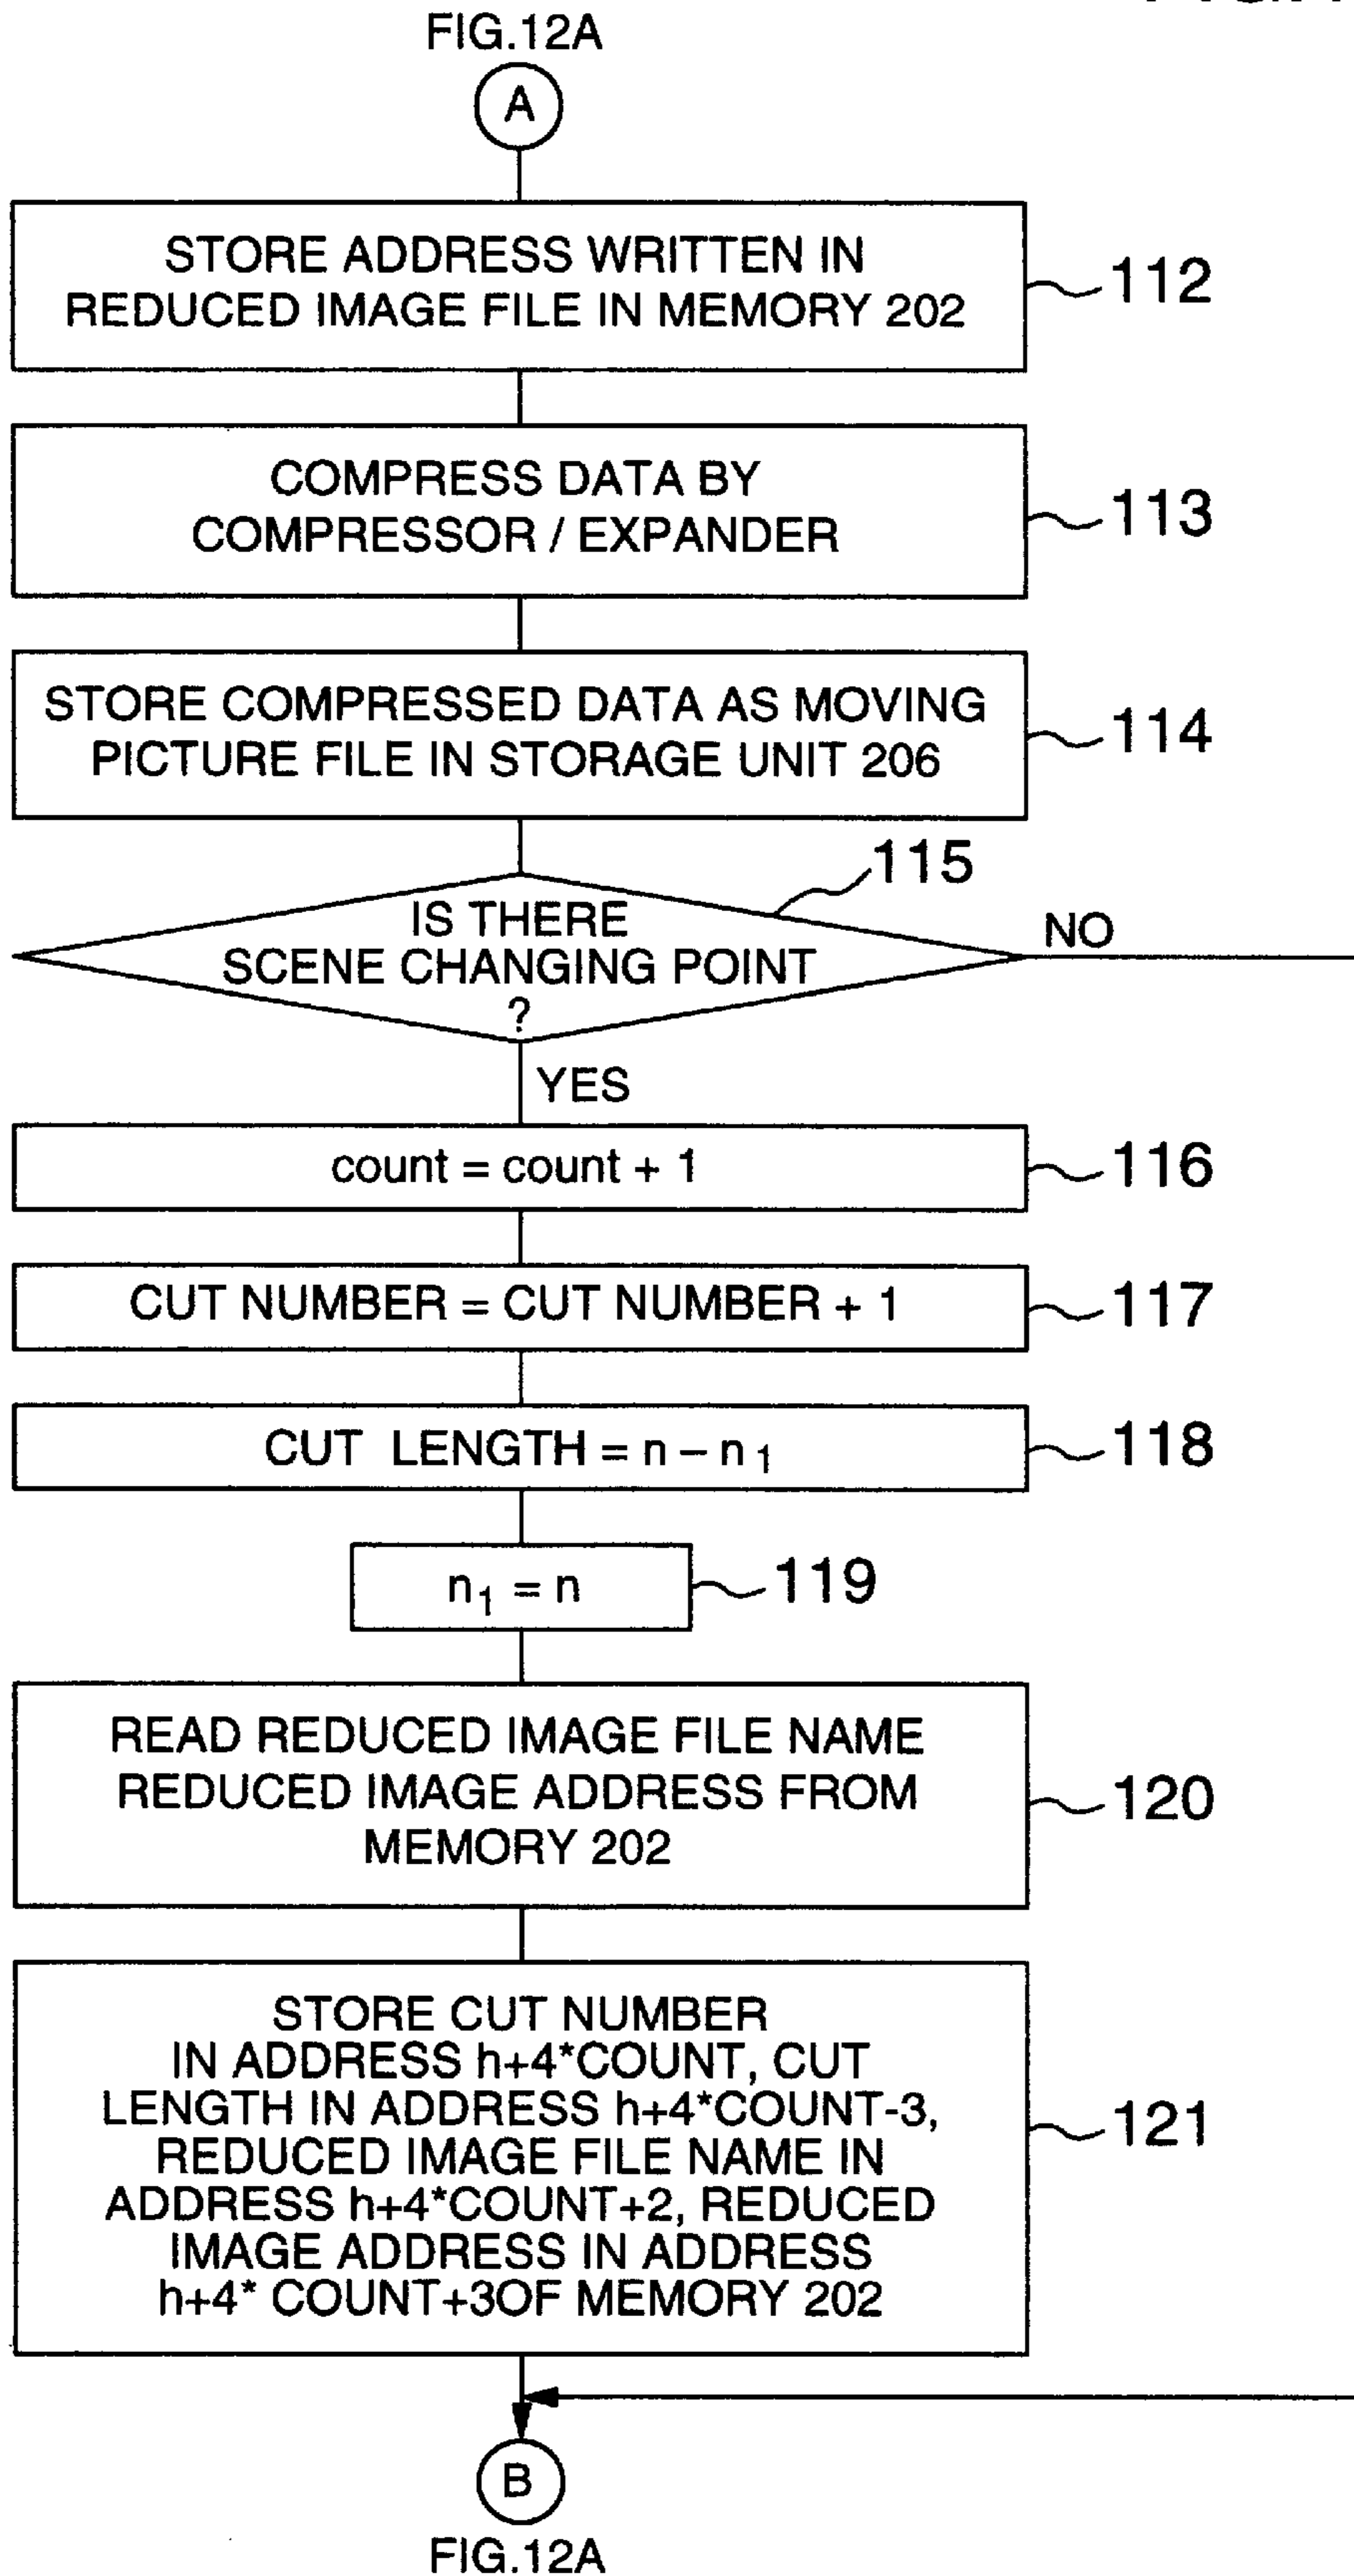 FIG.12A
A
STORE ADDRESS WRITTEN IN
REDUCED IMAGE FILE IN MEMORY 202
112
COMPRESS DATA BY
COMPRESSOR / EXPANDER
113
STORE COMPRESSED DATA AS MOVING
PICTURE FILE IN STORAGE UNIT 206
114
115
IS THERE
SCENE CHANGING POINT
?
NO
YES
count = count + 1
116
CUT NUMBER = CUT NUMBER + 1
117
CUT LENGTH = n – n₁
118
n₁ = n
119
READ REDUCED IMAGE FILE NAME
REDUCED IMAGE ADDRESS FROM
MEMORY 202
120
STORE CUT NUMBER
IN ADDRESS h+4*COUNT, CUT
LENGTH IN ADDRESS h+4*COUNT-3,
REDUCED IMAGE FILE NAME IN
ADDRESS h+4*COUNT+2, REDUCED
IMAGE ADDRESS IN ADDRESS
h+4* COUNT+3OF MEMORY 202
121
B
FIG.12A